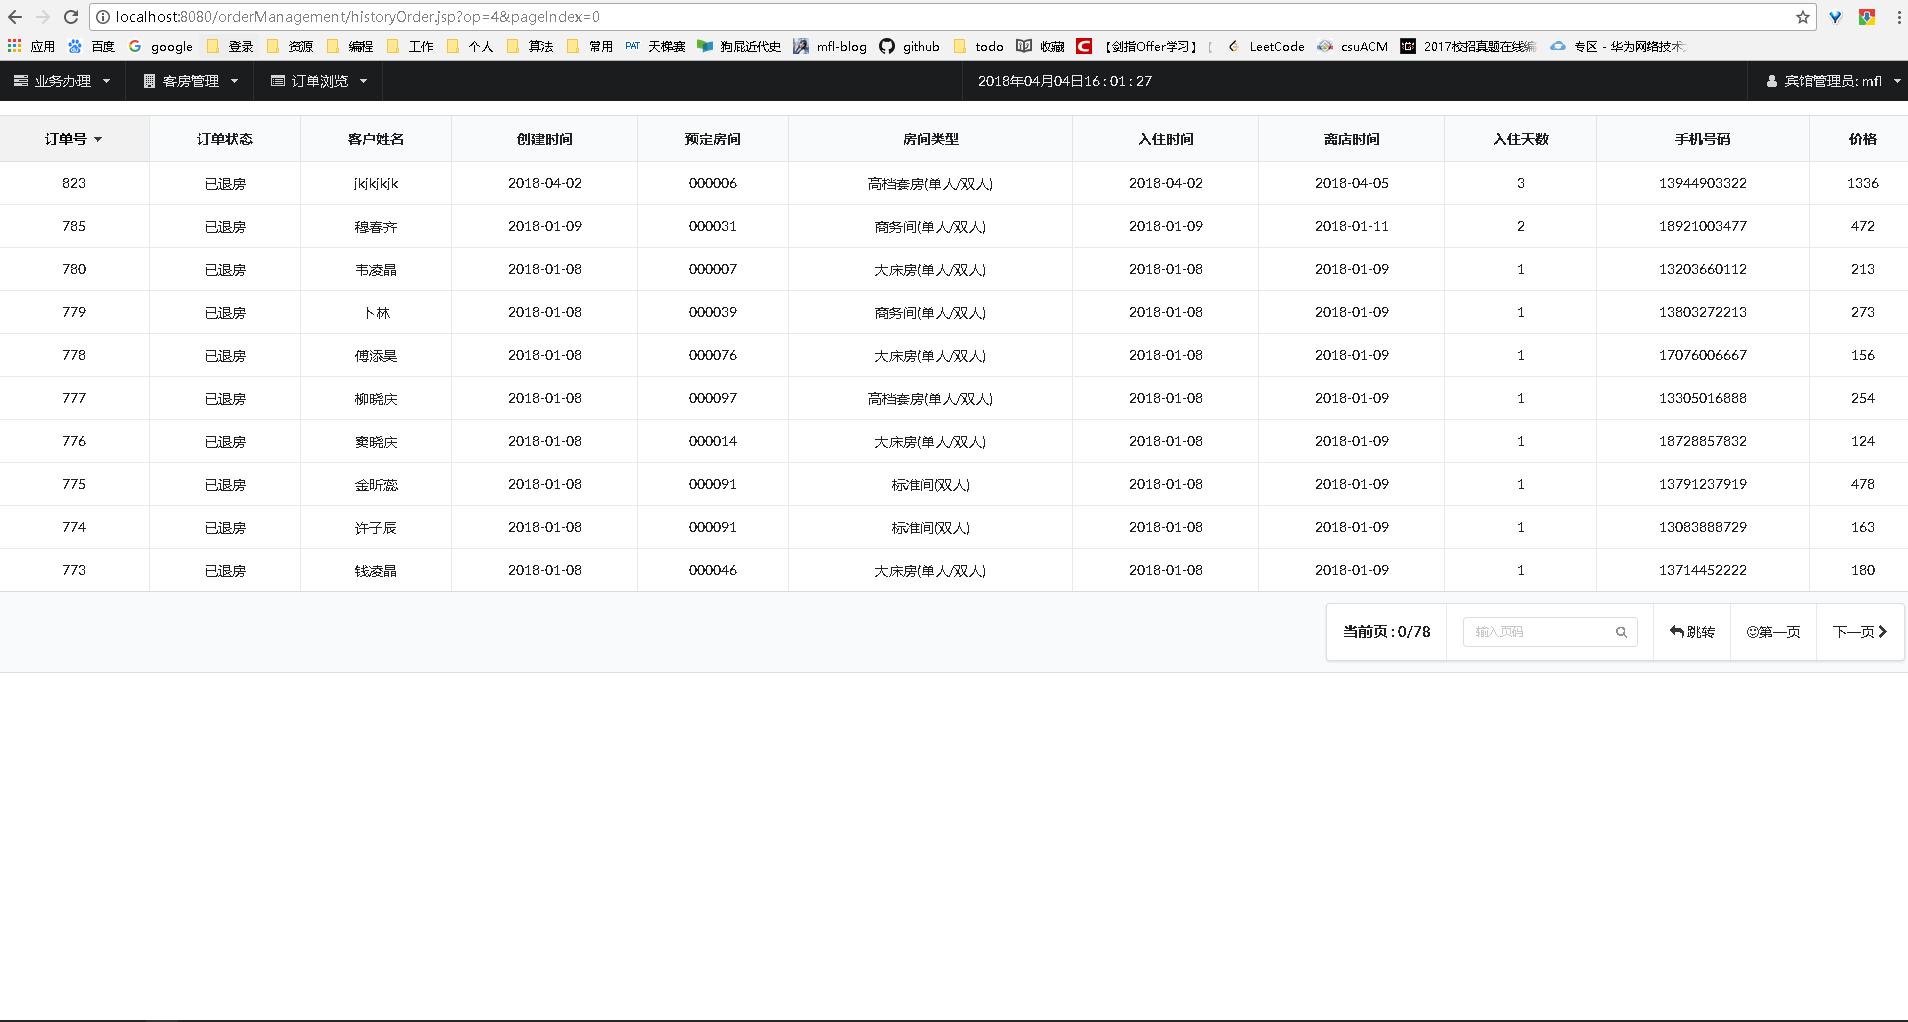 localhost:8080/orderManagement/historyOrder.jsp?op=4&pageIndex=0
应用 百度 google 登录 资源 编程 工作 个人 算法 常用 PAT 天梯赛 狗屁近代史 mfl-blog github todo 收藏 【剑指Offer学习】【 LeetCode csuACM 2017校招真题在线编 专区 - 华为网络技术
业务办理 客房管理 订单浏览 2018年04月04日16 : 01 : 27 宾馆管理员: mfl
订单号 订单状态 客户姓名 创建时间 预定房间 房间类型 入住时间 离店时间 入住天数 手机号码 价格
823 已退房 jkjkjkjk 2018-04-02 000006 高档套房(单人/双人) 2018-04-02 2018-04-05 3 13944903322 1336
785 已退房 穆春齐 2018-01-09 000031 商务间(单人/双人) 2018-01-09 2018-01-11 2 18921003477 472
780 已退房 韦凌晶 2018-01-08 000007 大床房(单人/双人) 2018-01-08 2018-01-09 1 13203660112 213
779 已退房 卜林 2018-01-08 000039 商务间(单人/双人) 2018-01-08 2018-01-09 1 13803272213 273
778 已退房 傅添昊 2018-01-08 000076 大床房(单人/双人) 2018-01-08 2018-01-09 1 17076006667 156
777 已退房 柳晓庆 2018-01-08 000097 高档套房(单人/双人) 2018-01-08 2018-01-09 1 13305016888 254
776 已退房 窦晓庆 2018-01-08 000014 大床房(单人/双人) 2018-01-08 2018-01-09 1 18728857832 124
775 已退房 金昕蕊 2018-01-08 000091 标准间(双人) 2018-01-08 2018-01-09 1 13791237919 478
774 已退房 许子辰 2018-01-08 000091 标准间(双人) 2018-01-08 2018-01-09 1 13083888729 163
773 已退房 钱凌晶 2018-01-08 000046 大床房(单人/双人) 2018-01-08 2018-01-09 1 13714452222 180
当前页 : 0/78 输入页码 跳转 第一页 下一页